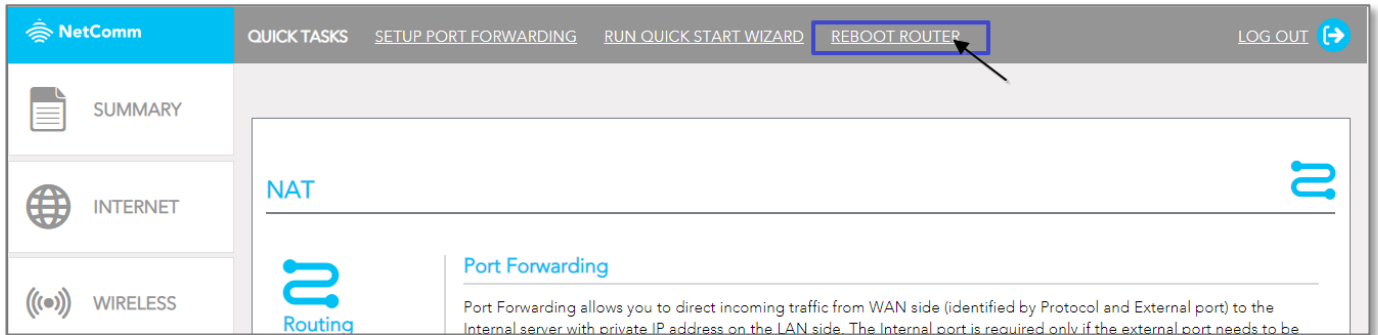 NetComm
QUICK TASKS SETUP PORT FORWARDING RUN QUICK START WIZARD REBOOT ROUTER LOG OUT
SUMMARY
INTERNET
WIRELESS
NAT
Routing
Port Forwarding
Port Forwarding allows you to direct incoming traffic from WAN side (identified by Protocol and External port) to the
Internal server with private IP address on the LAN side. The Internal port is required only if the external port needs to be